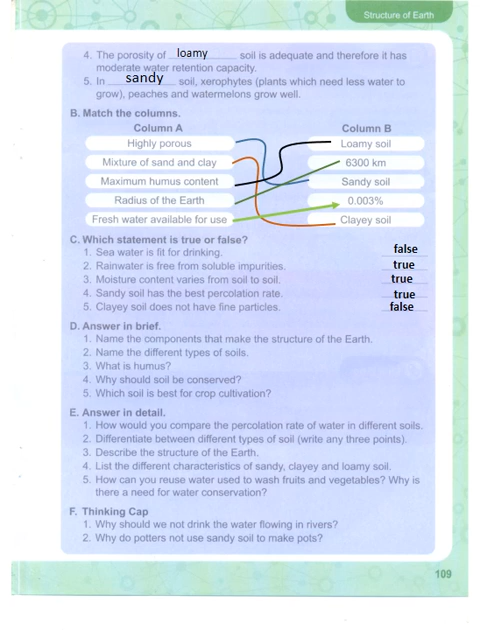 Structure of Earth
4. The porosity of loamy soil is adequate and therefore it has
moderate water retention capacity.
5. In sandy soil, xerophytes (plants which need less water to
grow), peaches and watermelons grow well.
B. Match the columns.
Column A Column B
Highly porous Loamy soil
Mixture of sand and clay 6300 km
Maximum humus content Sandy soil
Radius of the Earth 0.003%
Fresh water available for use Clayey soil
C. Which statement is true or false?
1. Sea water is fit for drinking. false
2. Rainwater is free from soluble impurities. true
3. Moisture content varies from soil to soil. true
4. Sandy soil has the best percolation rate. true
5. Clayey soil does not have fine particles. false
D. Answer in brief.
1. Name the components that make the structure of the Earth.
2. Name the different types of soils.
3. What is humus?
4. Why should soil be conserved?
5. Which soil is best for crop cultivation?
E. Answer in detail.
1. How would you compare the percolation rate of water in different soils.
2. Differentiate between different types of soil (write any three points).
3. Describe the structure of the Earth.
4. List the different characteristics of sandy, clayey and loamy soil.
5. How can you reuse water used to wash fruits and vegetables? Why is
there a need for water conservation?
F. Thinking Cap
1. Why should we not drink the water flowing in rivers?
2. Why do potters not use sandy soil to make pots?
109